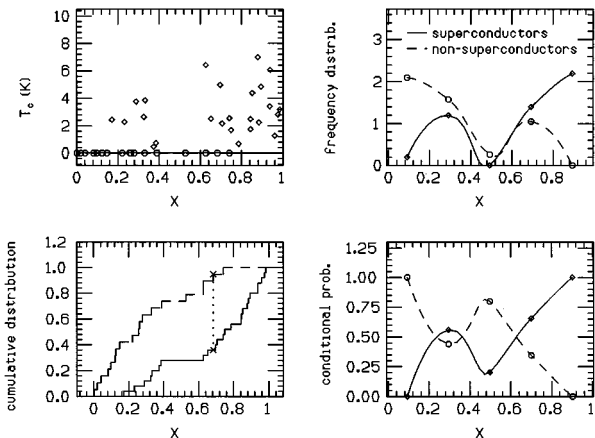 10
8
6
4
2
0
T_c (K)
0 0.2 0.4 0.6 0.8 1
X
3
2
1
0
frequency distrib.
superconductors
non-superconductors
0 0.2 0.4 0.6 0.8 1.0
X
1.2
1.0
0.8
0.6
0.4
0.2
0.0
cumulative distribution
0 0.2 0.4 0.6 0.8 1.0
X
1.25
1.00
0.75
0.50
0.25
0.00
conditional prob.
0 0.2 0.4 0.6 0.8 1.0
X